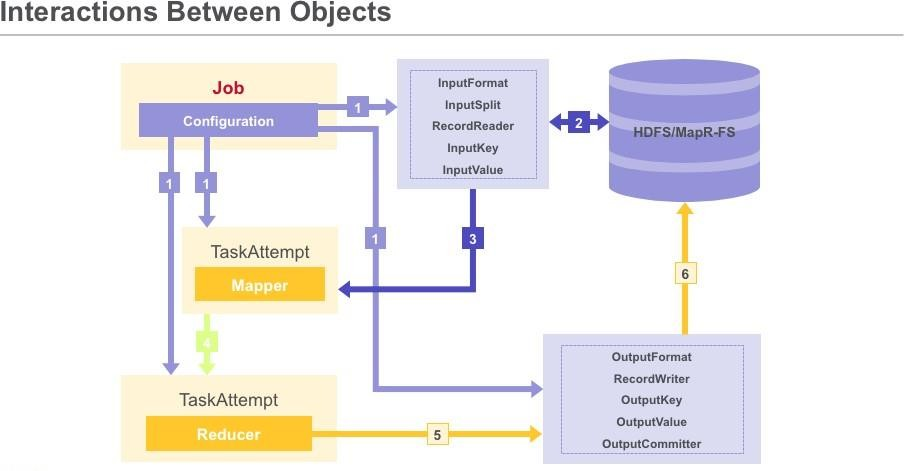 Interactions Between Objects
Job
Configuration
1
InputFormat
InputSplit
RecordReader
InputKey
InputValue
2
HDFS/MapR-FS
1
1
1
3
TaskAttempt
Mapper
6
4
TaskAttempt
Reducer
5
OutputFormat
RecordWriter
OutputKey
OutputValue
OutputCommitter